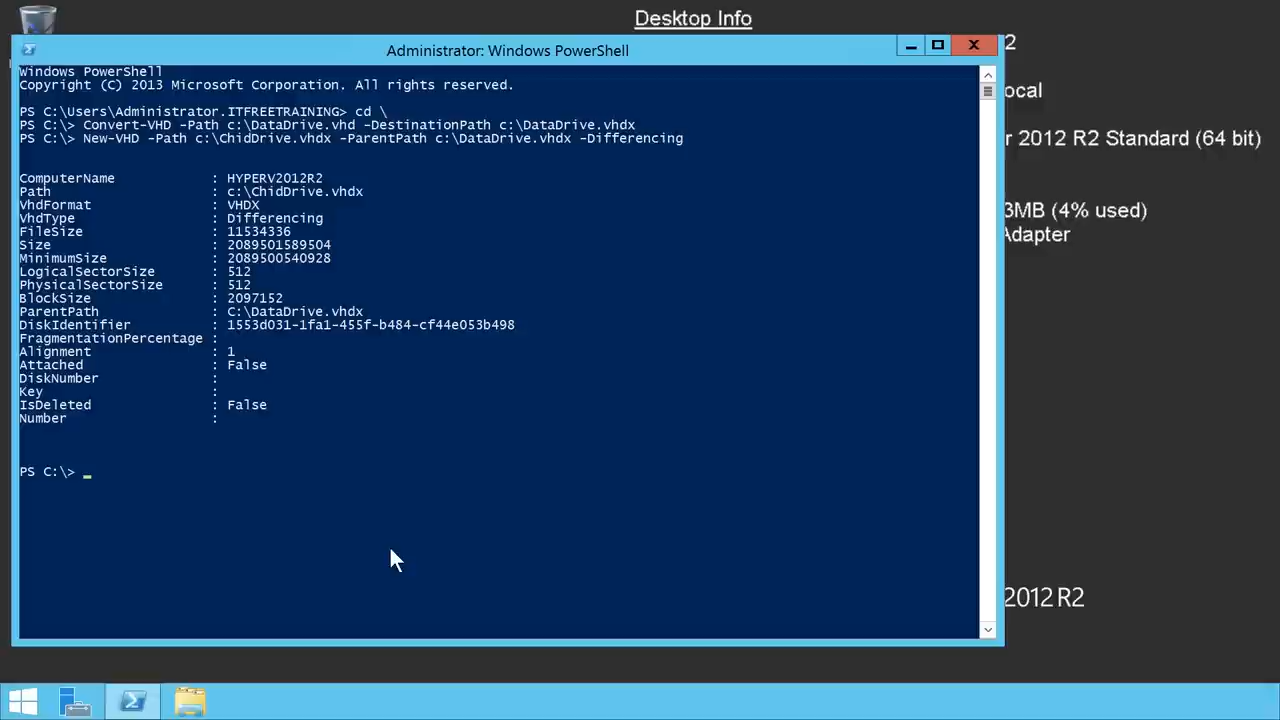 Desktop Info
Administrator: Windows PowerShell
2
Windows PowerShell
Copyright (C) 2013 Microsoft Corporation. All rights reserved.
ocal
PS C:\Users\Administrator.ITFREETRAINING> cd \
PS C:\> Convert-VHD -Path c:\DataDrive.vhd -DestinationPath c:\DataDrive.vhdx
PS C:\> New-VHD -Path c:\ChidDrive.vhdx -ParentPath c:\DataDrive.vhdx -Differencing
r 2012 R2 Standard (64 bit)
ComputerName : HYPERV2012R2
Path : c:\ChidDrive.vhdx
VhdFormat : VHDX
VhdType : Differencing
FileSize : 11534336
Size : 2089501589504
MinimumSize : 2089500540928
LogicalSectorSize : 512
PhysicalSectorSize : 512
BlockSize : 2097152
ParentPath : C:\DataDrive.vhdx
DiskIdentifier : 1553d031-1fa1-455f-b484-cf44e053b498
FragmentationPercentage :
Alignment : 1
Attached : False
DiskNumber :
Key :
IsDeleted : False
Number :
3MB (4% used)
Adapter
PS C:\>
2012 R2